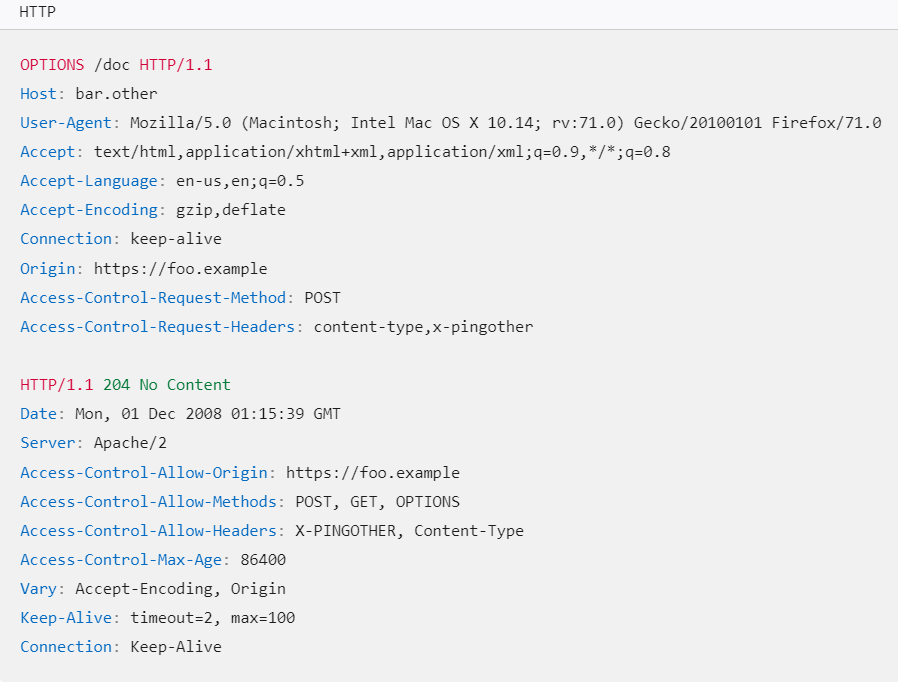 HTTP
OPTIONS /doc HTTP/1.1
Host: bar.other
User-Agent: Mozilla/5.0 (Macintosh; Intel Mac OS X 10.14; rv:71.0) Gecko/20100101 Firefox/71.0
Accept: text/html,application/xhtml+xml,application/xml;q=0.9,*/*;q=0.8
Accept-Language: en-us,en;q=0.5
Accept-Encoding: gzip,deflate
Connection: keep-alive
Origin: https://foo.example
Access-Control-Request-Method: POST
Access-Control-Request-Headers: content-type,x-pingother
HTTP/1.1 204 No Content
Date: Mon, 01 Dec 2008 01:15:39 GMT
Server: Apache/2
Access-Control-Allow-Origin: https://foo.example
Access-Control-Allow-Methods: POST, GET, OPTIONS
Access-Control-Allow-Headers: X-PINGOTHER, Content-Type
Access-Control-Max-Age: 86400
Vary: Accept-Encoding, Origin
Keep-Alive: timeout=2, max=100
Connection: Keep-Alive